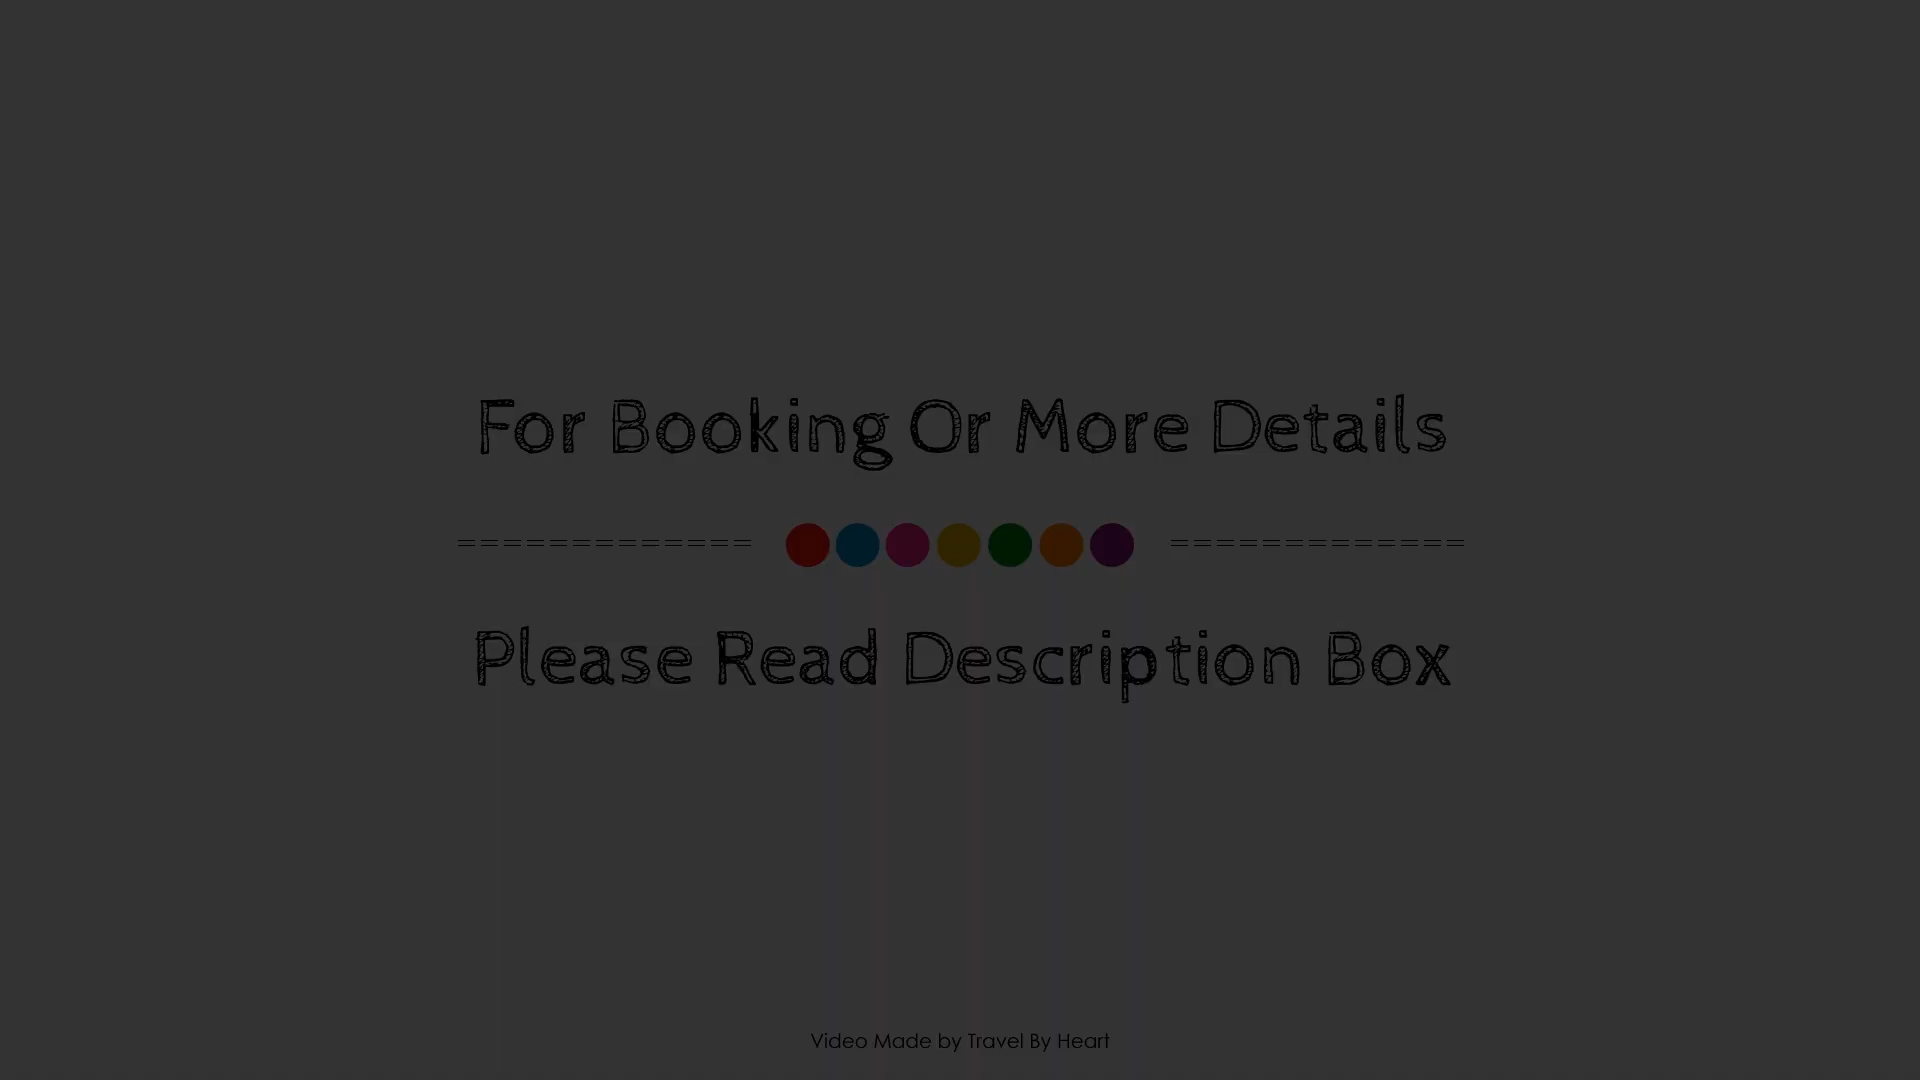 For Booking Or More Details
============= =============
Please Read Description Box
Video Made by Travel By Heart